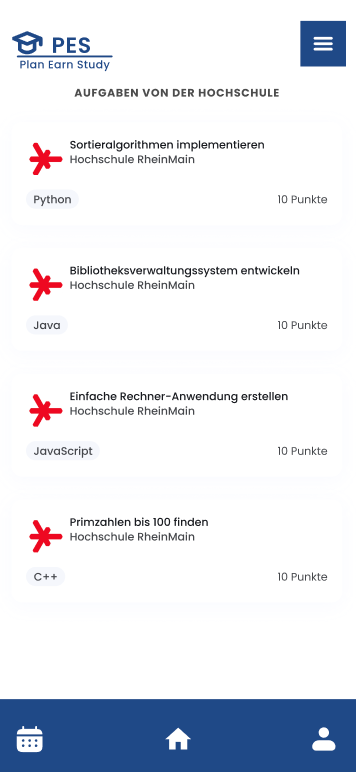 PES
Plan Earn Study
AUFGABEN VON DER HOCHSCHULE
Sortieralgorithmen implementieren
Hochschule RheinMain
Python
10 Punkte
Bibliotheksverwaltungssystem entwickeln
Hochschule RheinMain
Java
10 Punkte
Einfache Rechner-Anwendung erstellen
Hochschule RheinMain
JavaScript
10 Punkte
Primzahlen bis 100 finden
Hochschule RheinMain
C++
10 Punkte